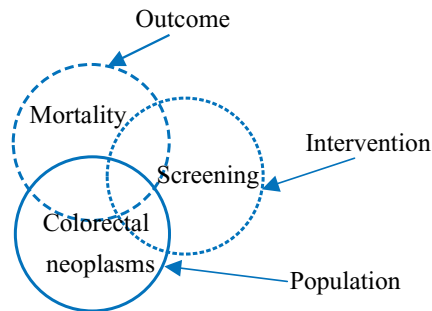 Outcome
Mortality
Intervention
Screening
Colorectal
neoplasms
Population